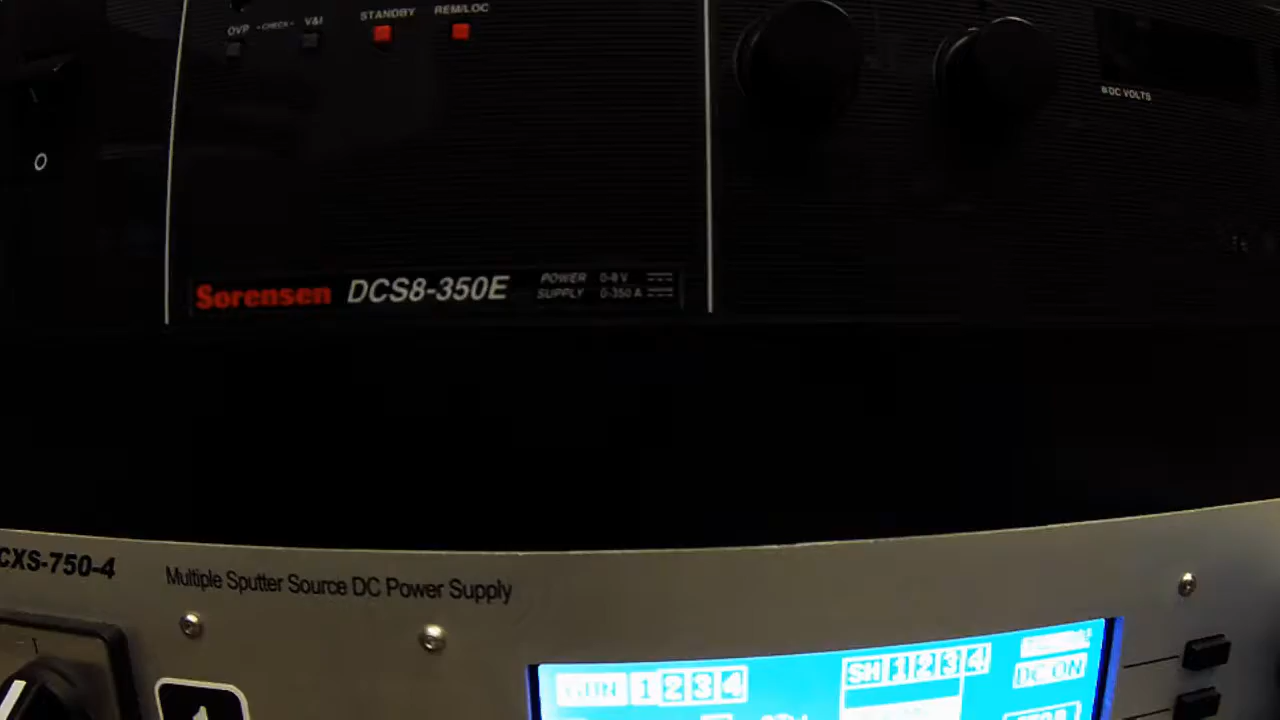 OVP -CHECK- V&I STANDBY REM/LOC
DC VOLTS
O
Sorensen DCS8-350E POWER SUPPLY 0-8 V 0-350 A
CXS-750-4
Multiple Sputter Source DC Power Supply
GUN 1 2 3 4
SH 1 2 3 4
DC ON
1